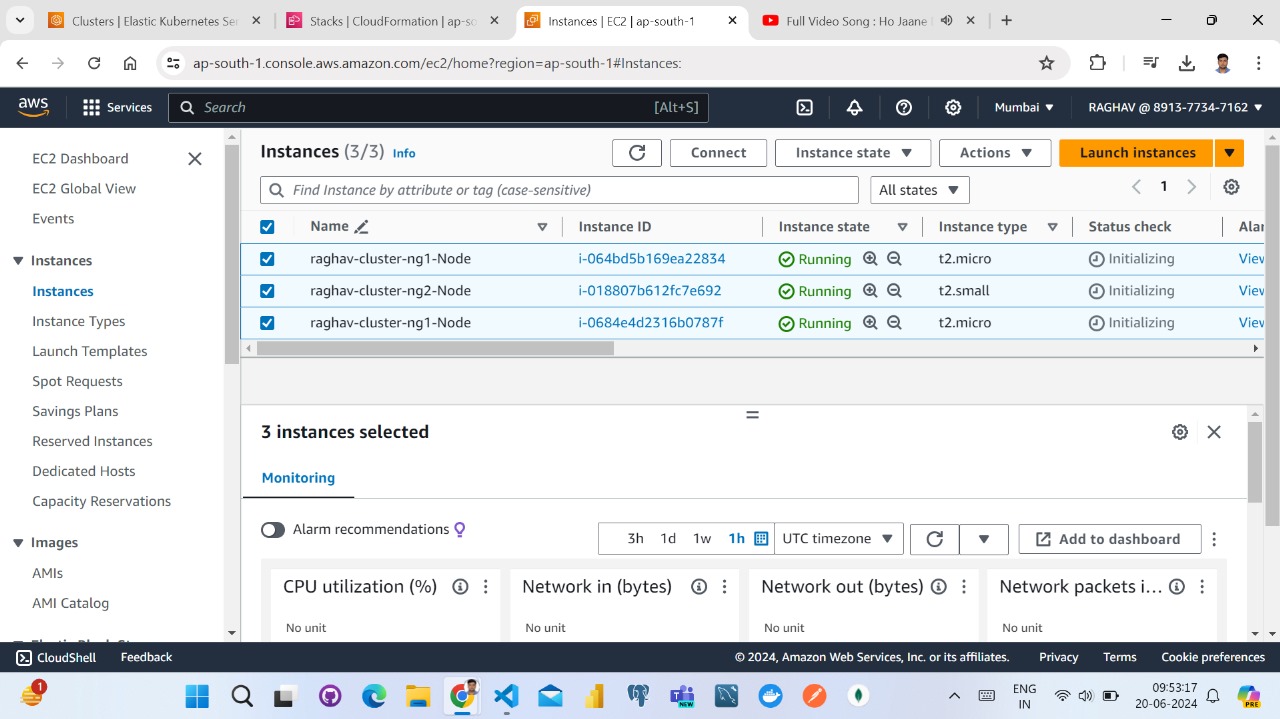 Clusters | Elastic Kubernetes Ser
Stacks | CloudFormation | ap-so
Instances | EC2 | ap-south-1
Full Video Song : Ho Jaane
ap-south-1.console.aws.amazon.com/ec2/home?region=ap-south-1#Instances:
aws
Services
Search
[Alt+S]
Mumbai
RAGHAV @ 8913-7734-7162
EC2 Dashboard
EC2 Global View
Events
Instances
Instances
Instance Types
Launch Templates
Spot Requests
Savings Plans
Reserved Instances
Dedicated Hosts
Capacity Reservations
Images
AMIs
AMI Catalog
Instances (3/3) Info
Connect
Instance state
Actions
Launch instances
Find Instance by attribute or tag (case-sensitive)
All states
1
Name Instance ID Instance state Instance type Status check Alar
raghav-cluster-ng1-Node i-064bd5b169ea22834 Running t2.micro Initializing View
raghav-cluster-ng2-Node i-018807b612fc7e692 Running t2.small Initializing View
raghav-cluster-ng1-Node i-0684e4d2316b0787f Running t2.micro Initializing View
3 instances selected
Monitoring
Alarm recommendations
3h 1d 1w 1h UTC timezone
Add to dashboard
CPU utilization (%) Network in (bytes) Network out (bytes) Network packets i...
No unit No unit No unit No unit
CloudShell Feedback
© 2024, Amazon Web Services, Inc. or its affiliates. Privacy Terms Cookie preferences
1
NEW
ENG
IN
09:53:17
20-06-2024
PRE